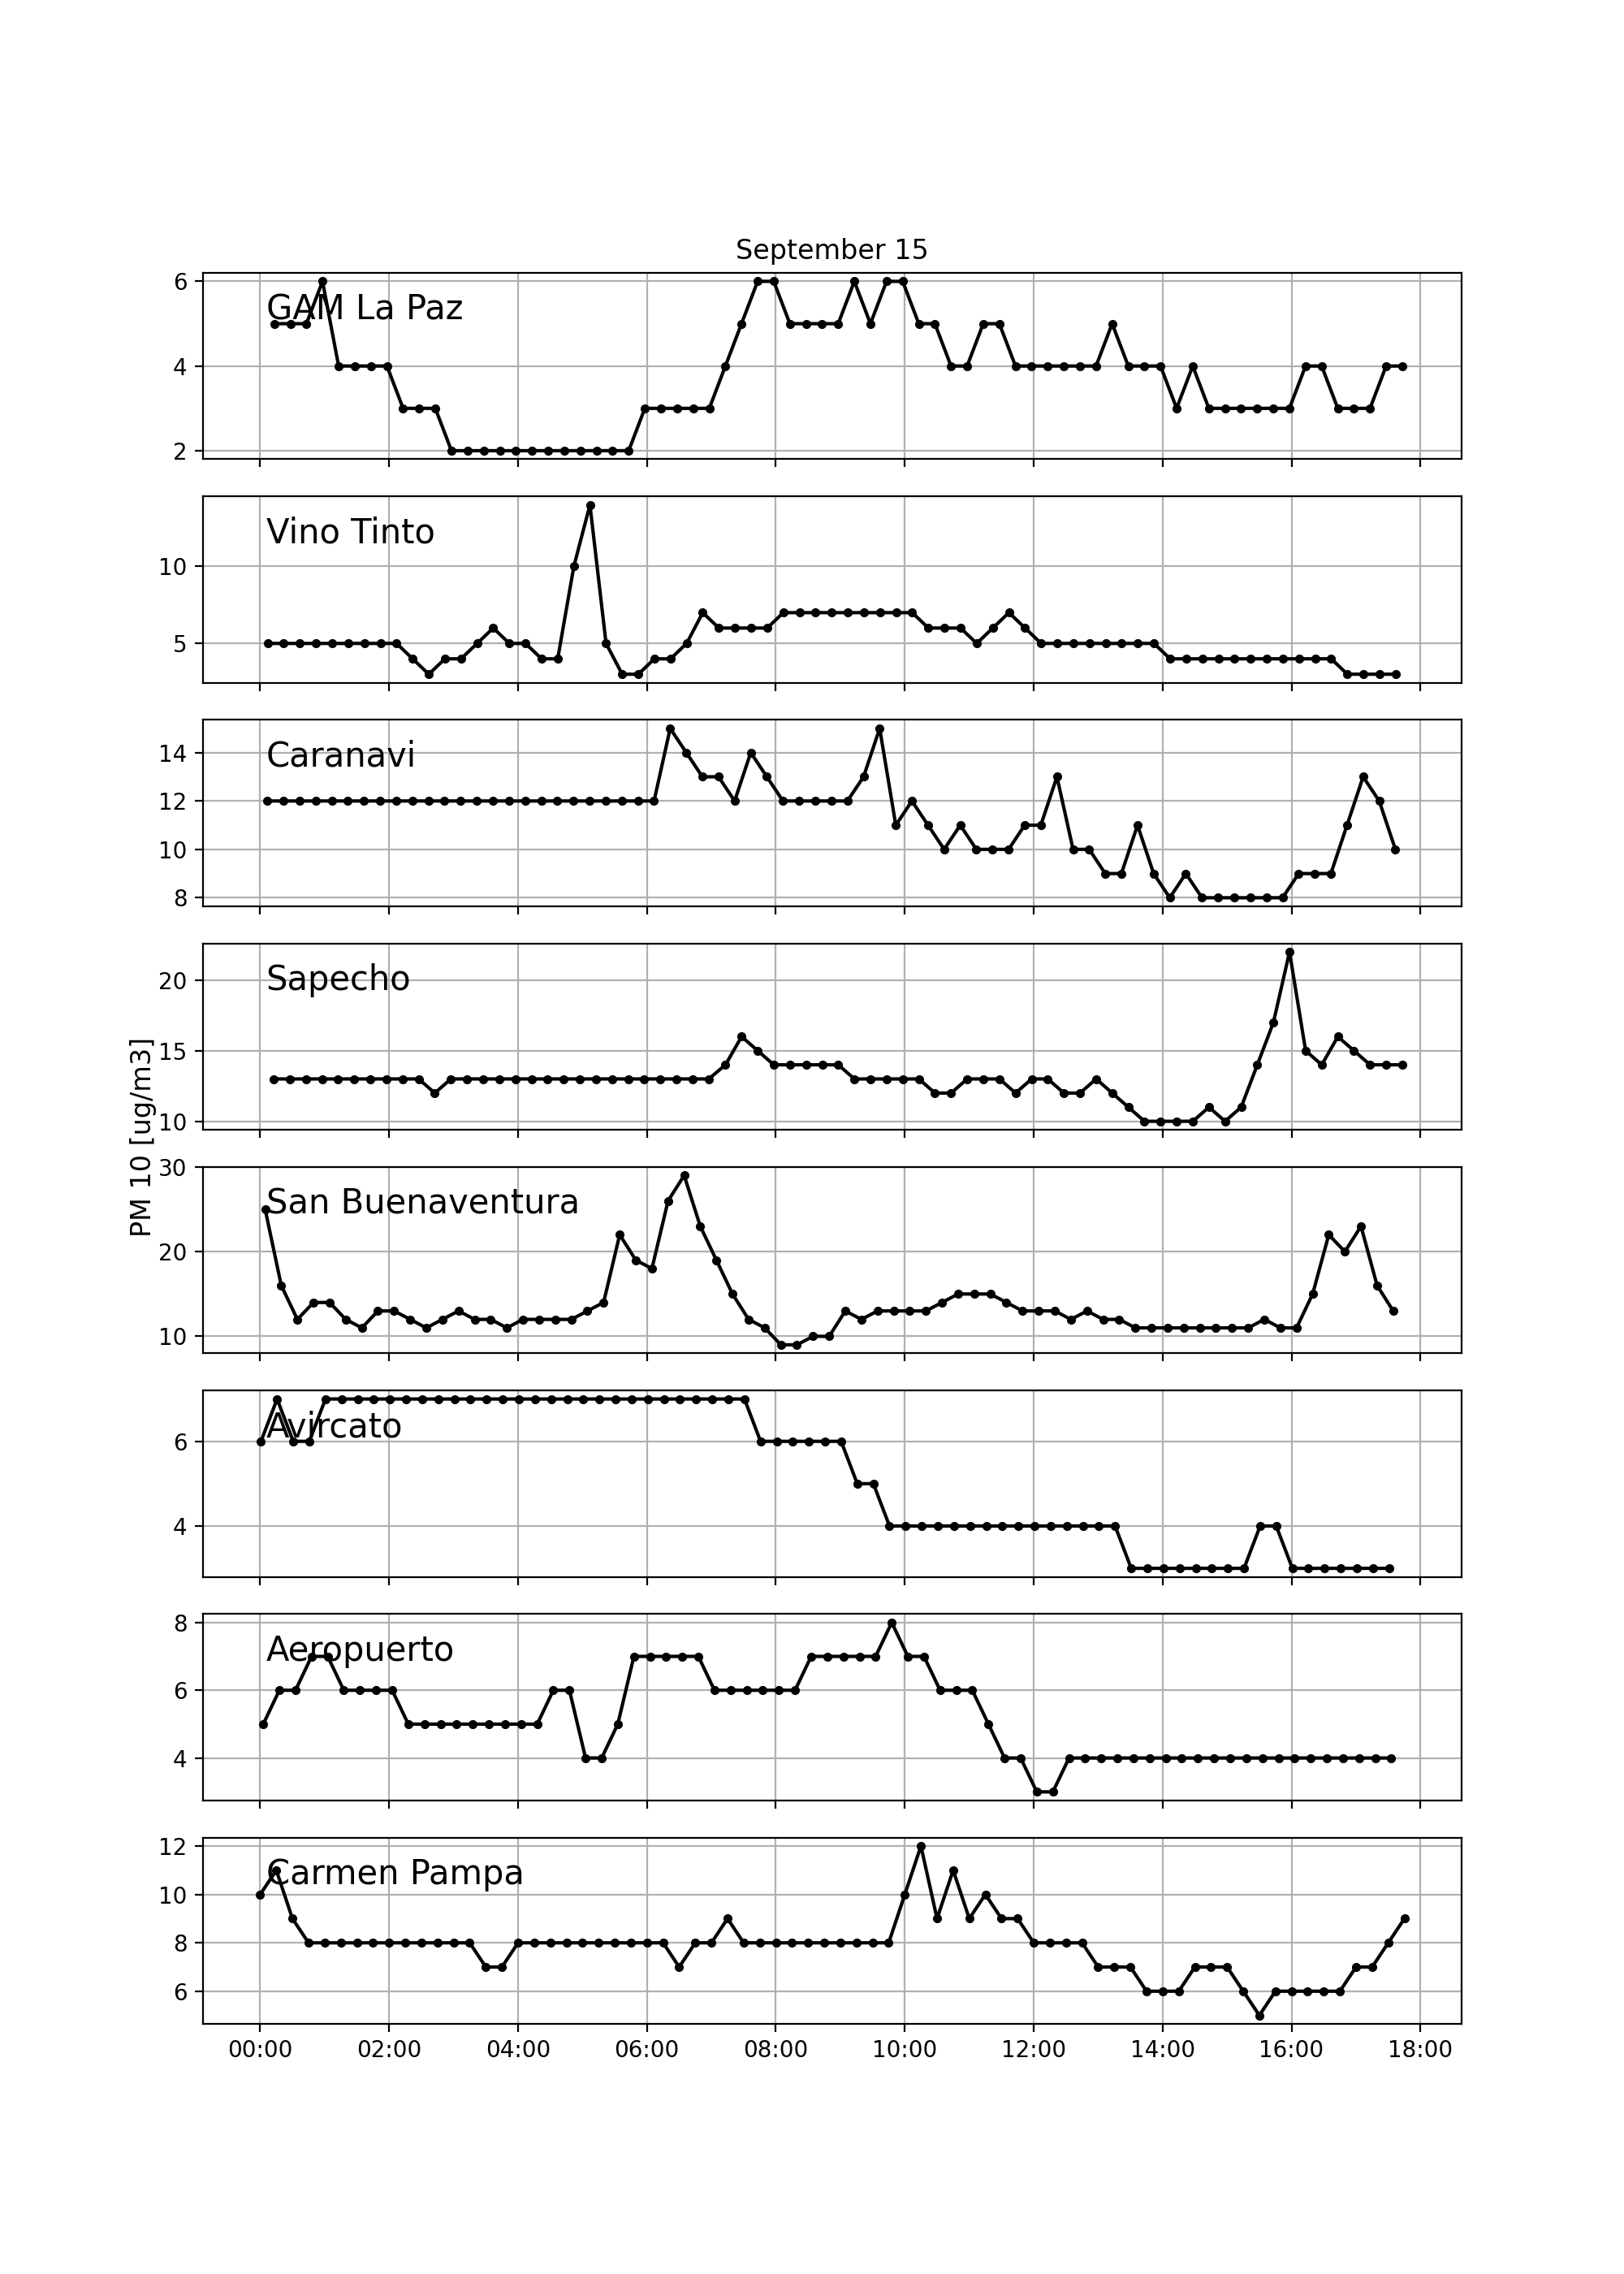 September 15
PM 10 [ug/m3]
GAM La Paz
6
4
2
Vino Tinto
10
5
Caranavi
14
12
10
8
Sapecho
20
15
10
San Buenaventura
30
20
10
Avircato
6
4
Aeropuerto
8
6
4
Carmen Pampa
12
10
8
6
00:00 02:00 04:00 06:00 08:00 10:00 12:00 14:00 16:00 18:00